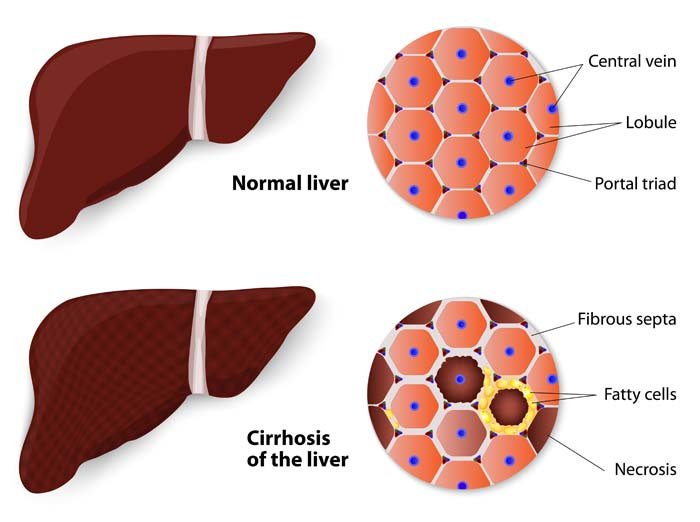 Central vein
Lobule
Normal liver
Portal triad
Fibrous septa
Fatty cells
Cirrhosis
of the liver
Necrosis